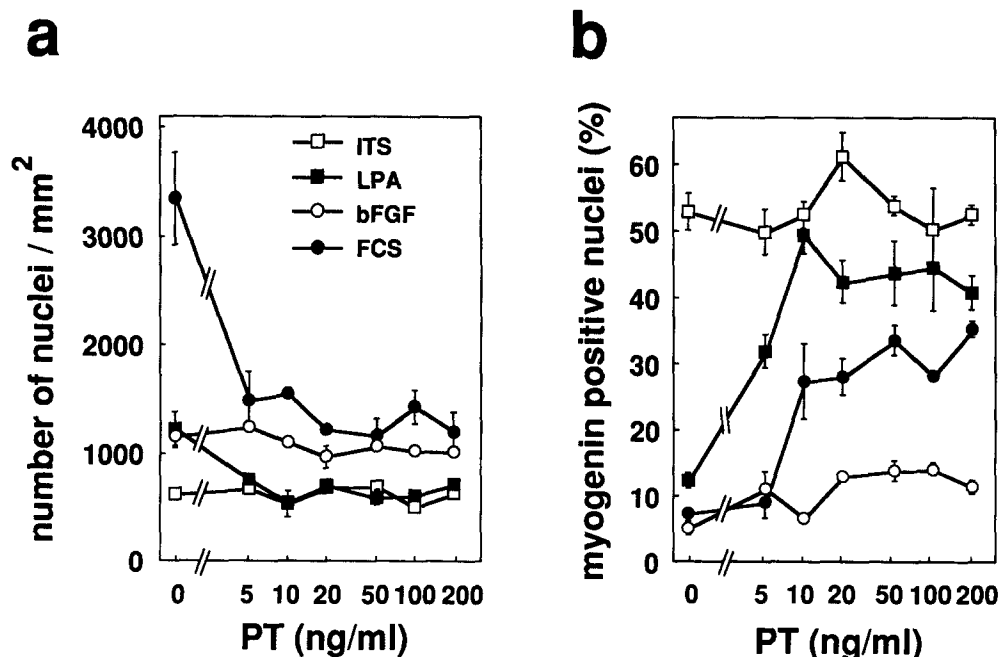 a
number of nuclei / mm²
4000
3000
2000
1000
0
ITS
LPA
bFGF
FCS
0 5 10 20 50 100 200
PT (ng/ml)
b
myogenin positive nuclei (%)
60
50
40
30
20
10
0
0 5 10 20 50 100 200
PT (ng/ml)